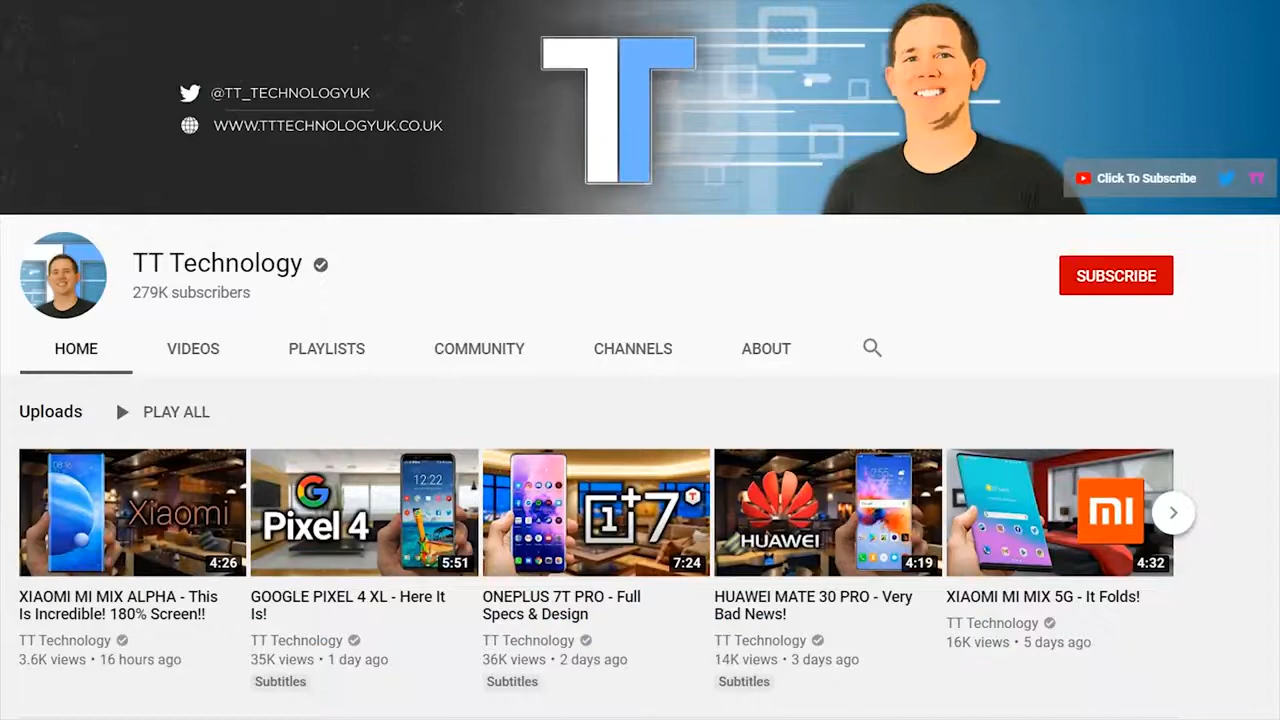 @TT_TECHNOLOGYUK
WWW.TTTECHNOLOGYUK.CO.UK
TT
Click To Subscribe
TT
TT Technology
279K subscribers
SUBSCRIBE
HOME VIDEOS PLAYLISTS COMMUNITY CHANNELS ABOUT
Uploads PLAY ALL
08:16
Xiaomi
4:26
G
Pixel 4
12:22
5:51
1+7
T
7:24
HUAWEI
4:19
mi
4:32
XIAOMI MI MIX ALPHA - This
Is Incredible! 180% Screen!!
TT Technology
3.6K views • 16 hours ago
GOOGLE PIXEL 4 XL - Here It
Is!
TT Technology
35K views • 1 day ago
Subtitles
ONEPLUS 7T PRO - Full
Specs & Design
TT Technology
36K views • 2 days ago
Subtitles
HUAWEI MATE 30 PRO - Very
Bad News!
TT Technology
14K views • 3 days ago
Subtitles
XIAOMI MI MIX 5G - It Folds!
TT Technology
16K views • 5 days ago